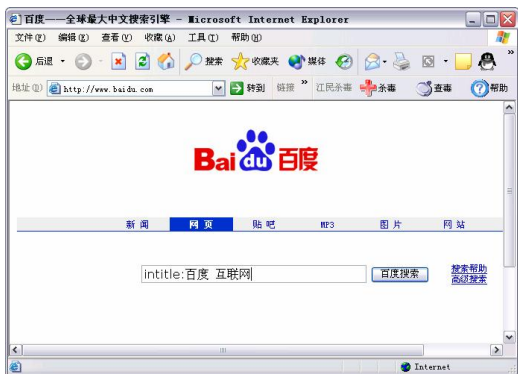 百度——全球最大中文搜索引擎 - Microsoft Internet Explorer
文件(F) 编辑(E) 查看(V) 收藏(A) 工具(T) 帮助(H)
后退 搜索 收藏夹 媒体
地址(D) http://www.baidu.com 转到 链接 » 江民杀毒 杀毒 查毒 帮助
Bai du 百度
新闻 网页 贴吧 MP3 图片 网站
intitle:百度 互联网 百度搜索 搜索帮助
高级搜索
Internet